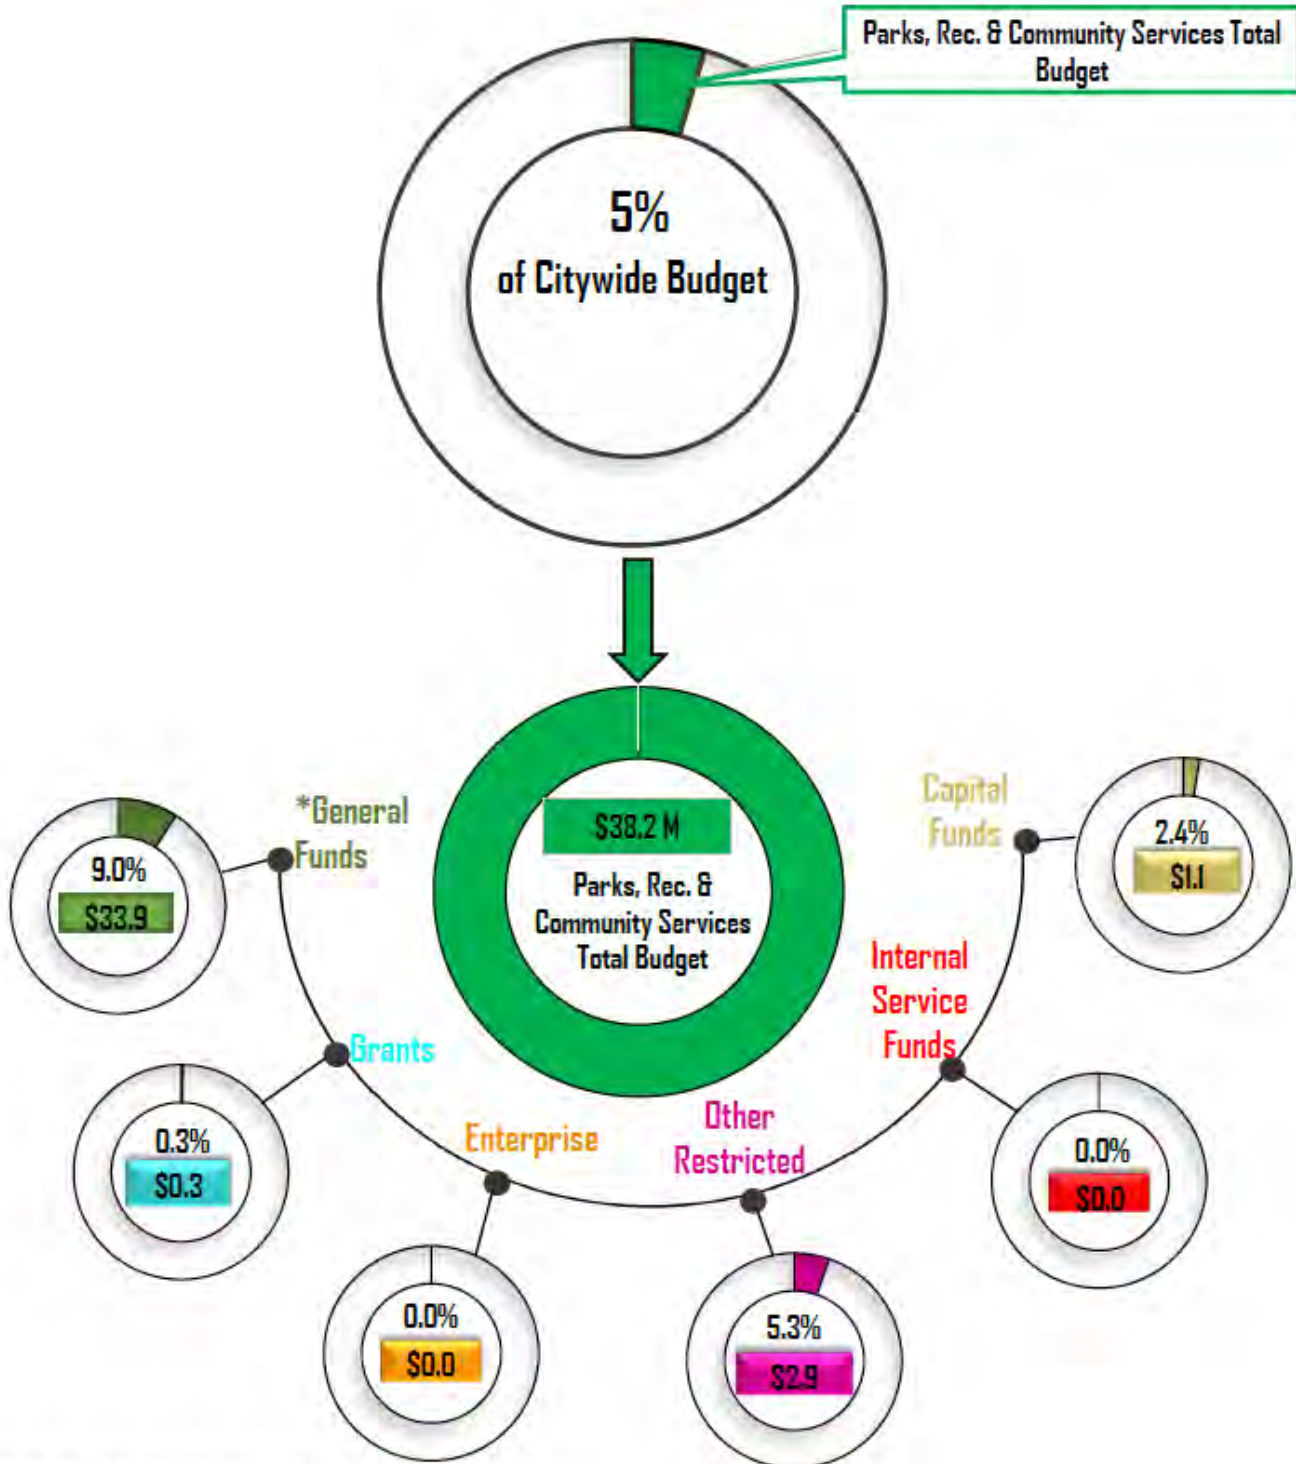 Parks, Rec. & Community Services Total
Budget
5%
of Citywide Budget
$38.2 M
Parks, Rec. &
Community Services
Total Budget
*General
Funds
9.0%
$33.9
Grants
0.3%
$0.3
Enterprise
0.0%
$0.0
Other
Restricted
5.3%
$2.9
Internal
Service
Funds
0.0%
$0.0
Capital
Funds
2.4%
$1.1